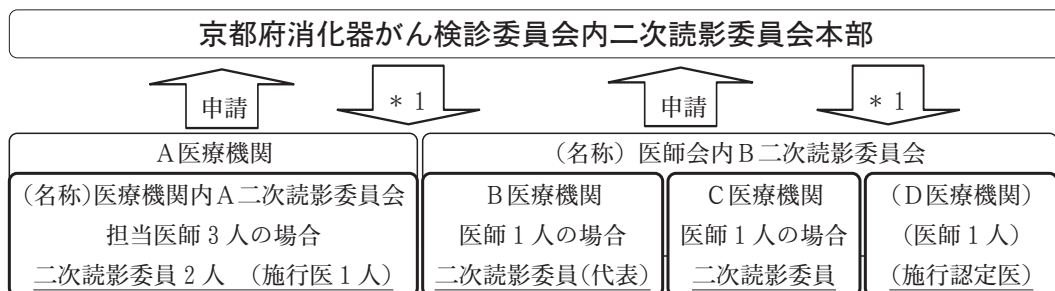 京都府消化器がん検診委員会内二次読影委員会本部
申請
＊1
申請
＊1
A医療機関
(名称)医療機関内A二次読影委員会
担当医師3人の場合
二次読影委員2人 (施行医1人)
(名称) 医師会内B二次読影委員会
B医療機関
医師1人の場合
二次読影委員(代表)
C医療機関
医師1人の場合
二次読影委員
(D医療機関)
(医師1人)
(施行認定医)